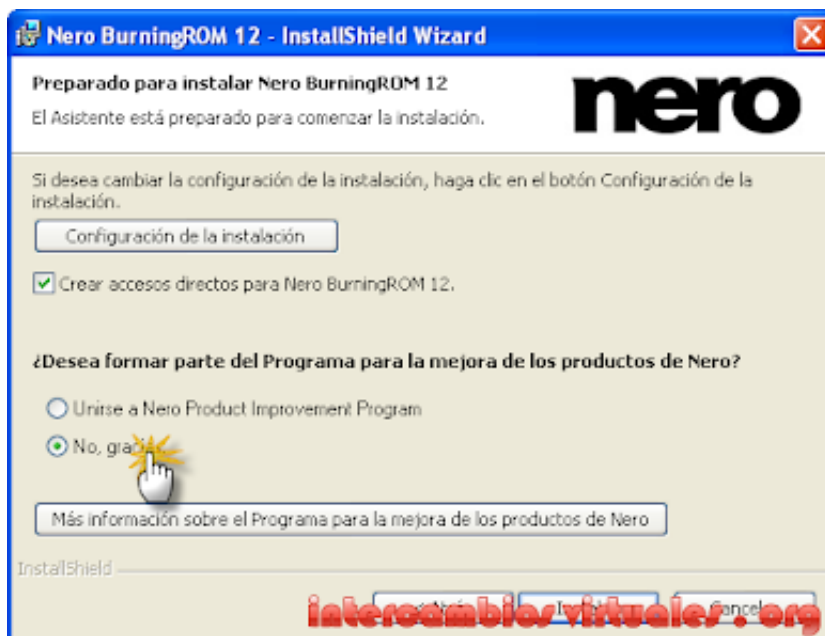 Nero BurningROM 12 - InstallShield Wizard
Preparado para instalar Nero BurningROM 12
El Asistente está preparado para comenzar la instalación.
nero
Si desea cambiar la configuración de la instalación, haga clic en el botón Configuración de la
instalación.
Configuración de la instalación
Crear accesos directos para Nero BurningROM 12.
¿Desea formar parte del Programa para la mejora de los productos de Nero?
Unirse a Nero Product Improvement Program
No,
Más información sobre el Programa para la mejora de los productos de Nero
InstallShield
intercambiosvirtuales.org